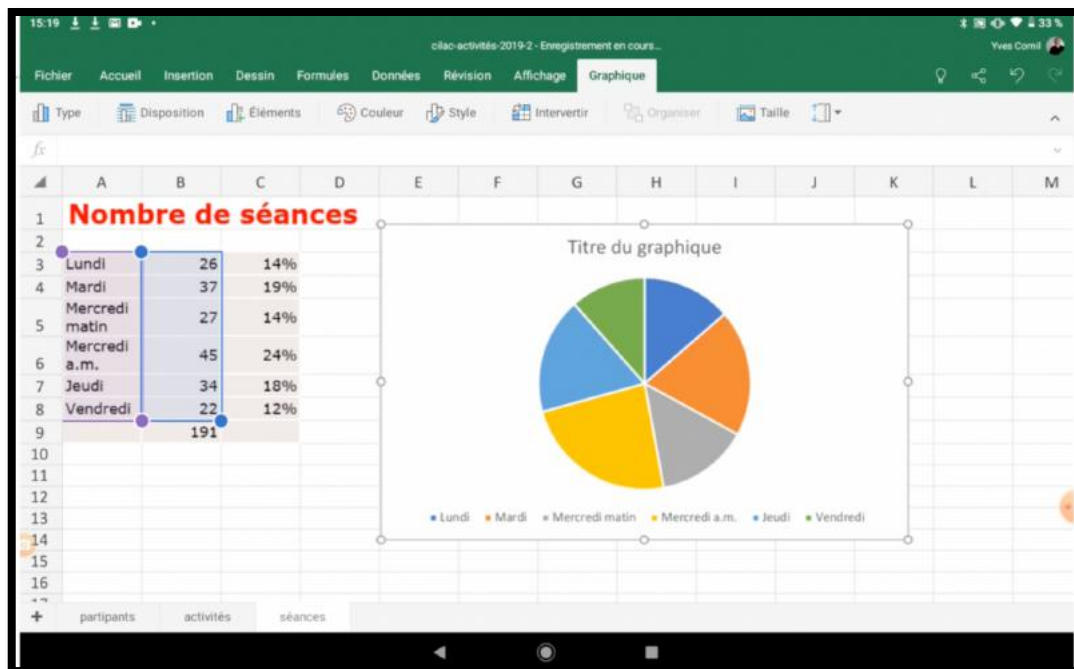 15:19 33 %
cilac-activités-2019-2 - Enregistrement en cours...
Yves Cornil
Fichier Accueil Insertion Dessin Formules Données Révision Affichage Graphique
Type Disposition Éléments Couleur Style Intervertir Organiser Taille
fx
A B C D E F G H I J K L M
1 Nombre de séances
2
Titre du graphique
3 Lundi 26 14%
4 Mardi 37 19%
Mercredi
5 matin 27 14%
Mercredi
6 a.m. 45 24%
7 Jeudi 34 18%
8 Vendredi 22 12%
9 191
10
11
12
13
Lundi Mardi Mercredi matin Mercredi a.m. Jeudi Vendredi
14
15
16
+ partipants activités séances